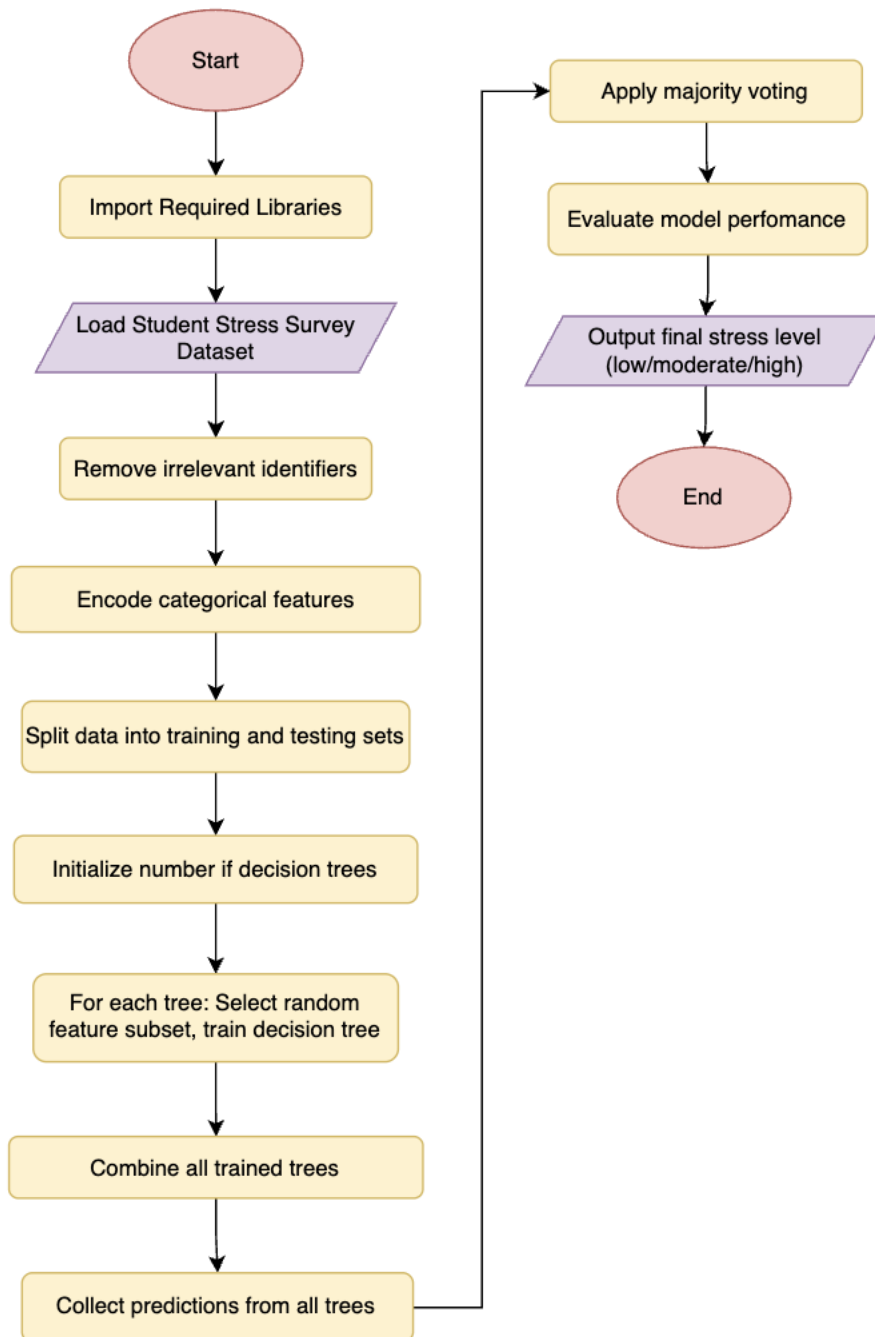 Start
Import Required Libraries
Load Student Stress Survey
Dataset
Remove irrelevant identifiers
Encode categorical features
Split data into training and testing sets
Initialize number if decision trees
For each tree: Select random
feature subset, train decision tree
Combine all trained trees
Collect predictions from all trees
Apply majority voting
Evaluate model perfomance
Output final stress level
(low/moderate/high)
End